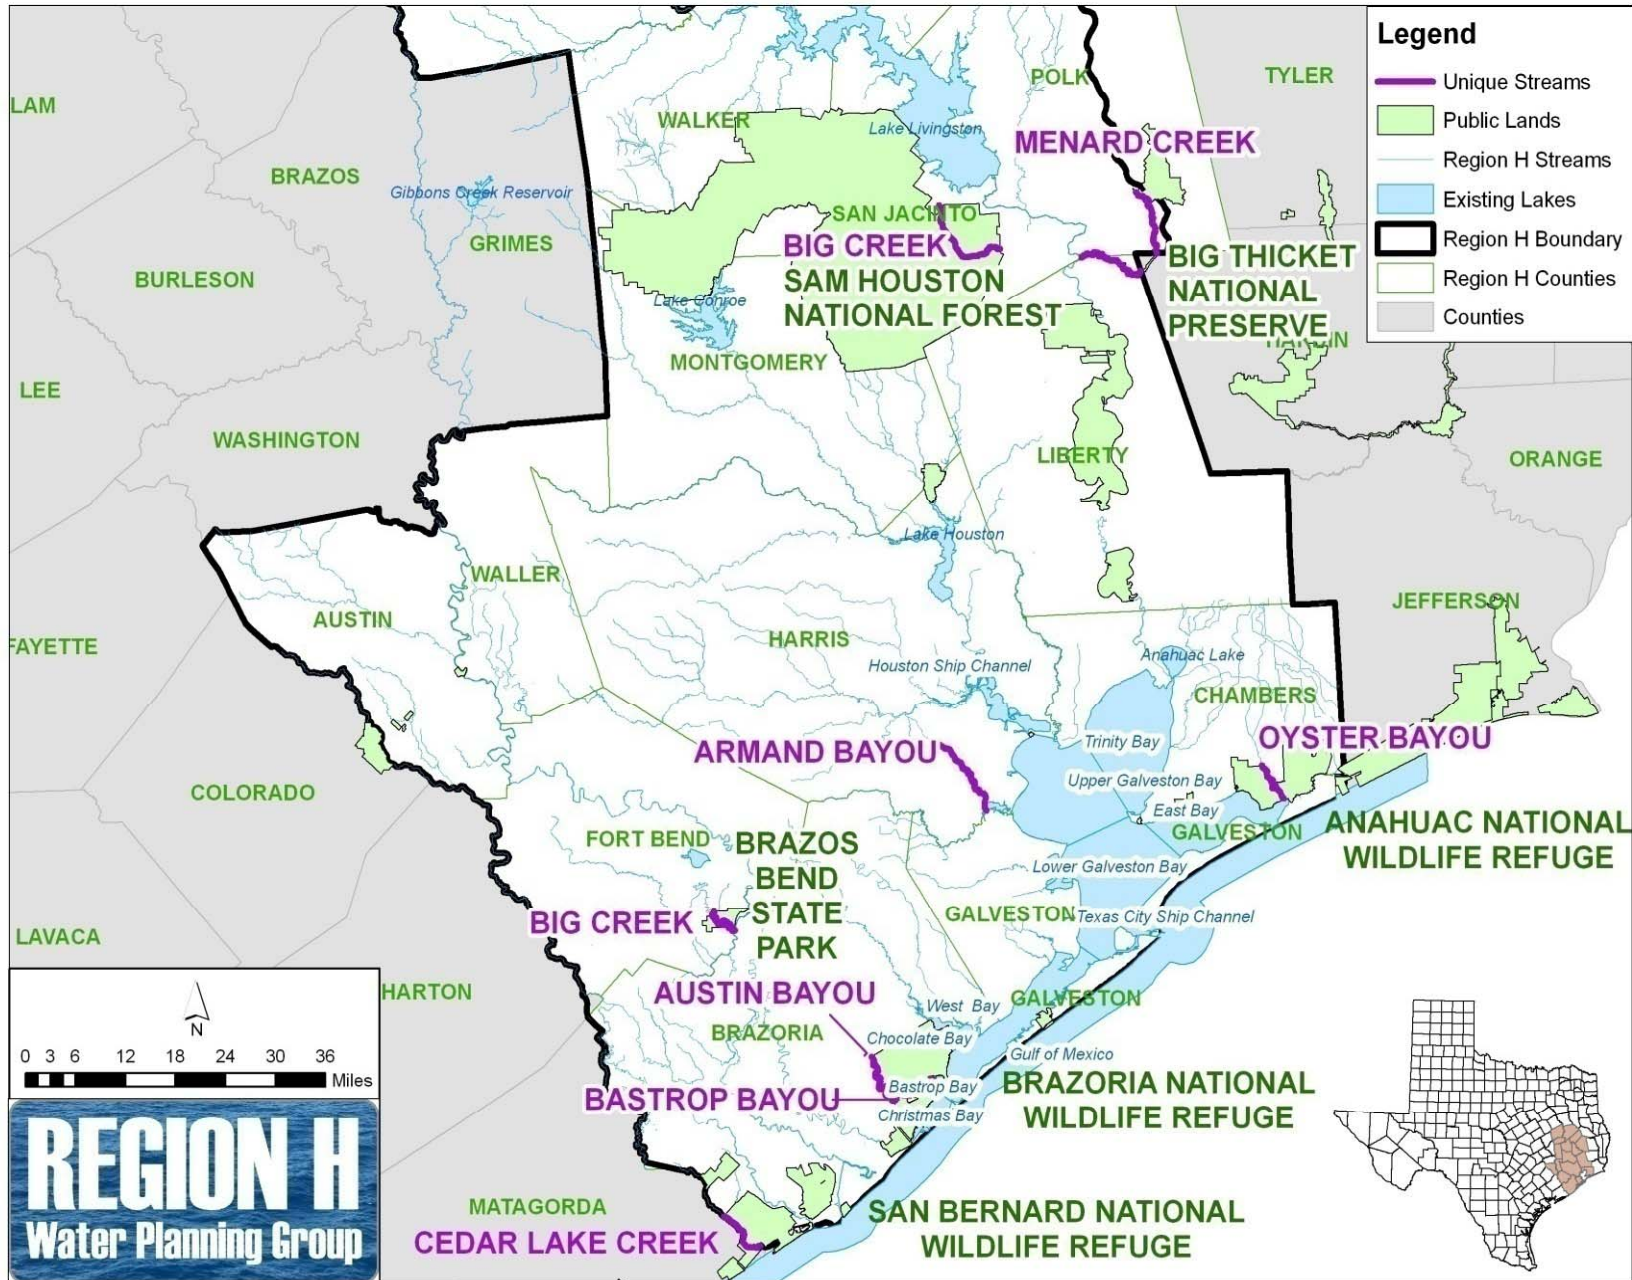 Legend
Unique Streams
Public Lands
Region H Streams
Existing Lakes
Region H Boundary
Region H Counties
Counties
POLK
TYLER
LAM
WALKER
Lake Livingston
MENARD CREEK
BRAZOS
Gibbons Creek Reservoir
SAN JACINTO
GRIMES
BIG CREEK
SAM HOUSTON
NATIONAL FOREST
BIG THICKET
NATIONAL
PRESERVE
HARDIN
BURLESON
Lake Conroe
MONTGOMERY
LEE
WASHINGTON
LIBERTY
ORANGE
Lake Houston
WALLER
AUSTIN
JEFFERSON
FAYETTE
HARRIS
Houston Ship Channel
Anahuac Lake
CHAMBERS
ARMAND BAYOU
Trinity Bay
OYSTER BAYOU
Upper Galveston Bay
East Bay
COLORADO
GALVESTON
ANAHUAC NATIONAL
WILDLIFE REFUGE
FORT BEND
BRAZOS
BEND
STATE
PARK
Lower Galveston Bay
BIG CREEK
GALVESTON
Texas City Ship Channel
LAVACA
HARTON
AUSTIN BAYOU
West Bay
GALVESTON
BRAZORIA
Chocolate Bay
Gulf of Mexico
Bastrop Bay
BASTROP BAYOU
Christmas Bay
BRAZORIA NATIONAL
WILDLIFE REFUGE
MATAGORDA
CEDAR LAKE CREEK
SAN BERNARD NATIONAL
WILDLIFE REFUGE
N
0 3 6 12 18 24 30 36
Miles
REGION H
Water Planning Group